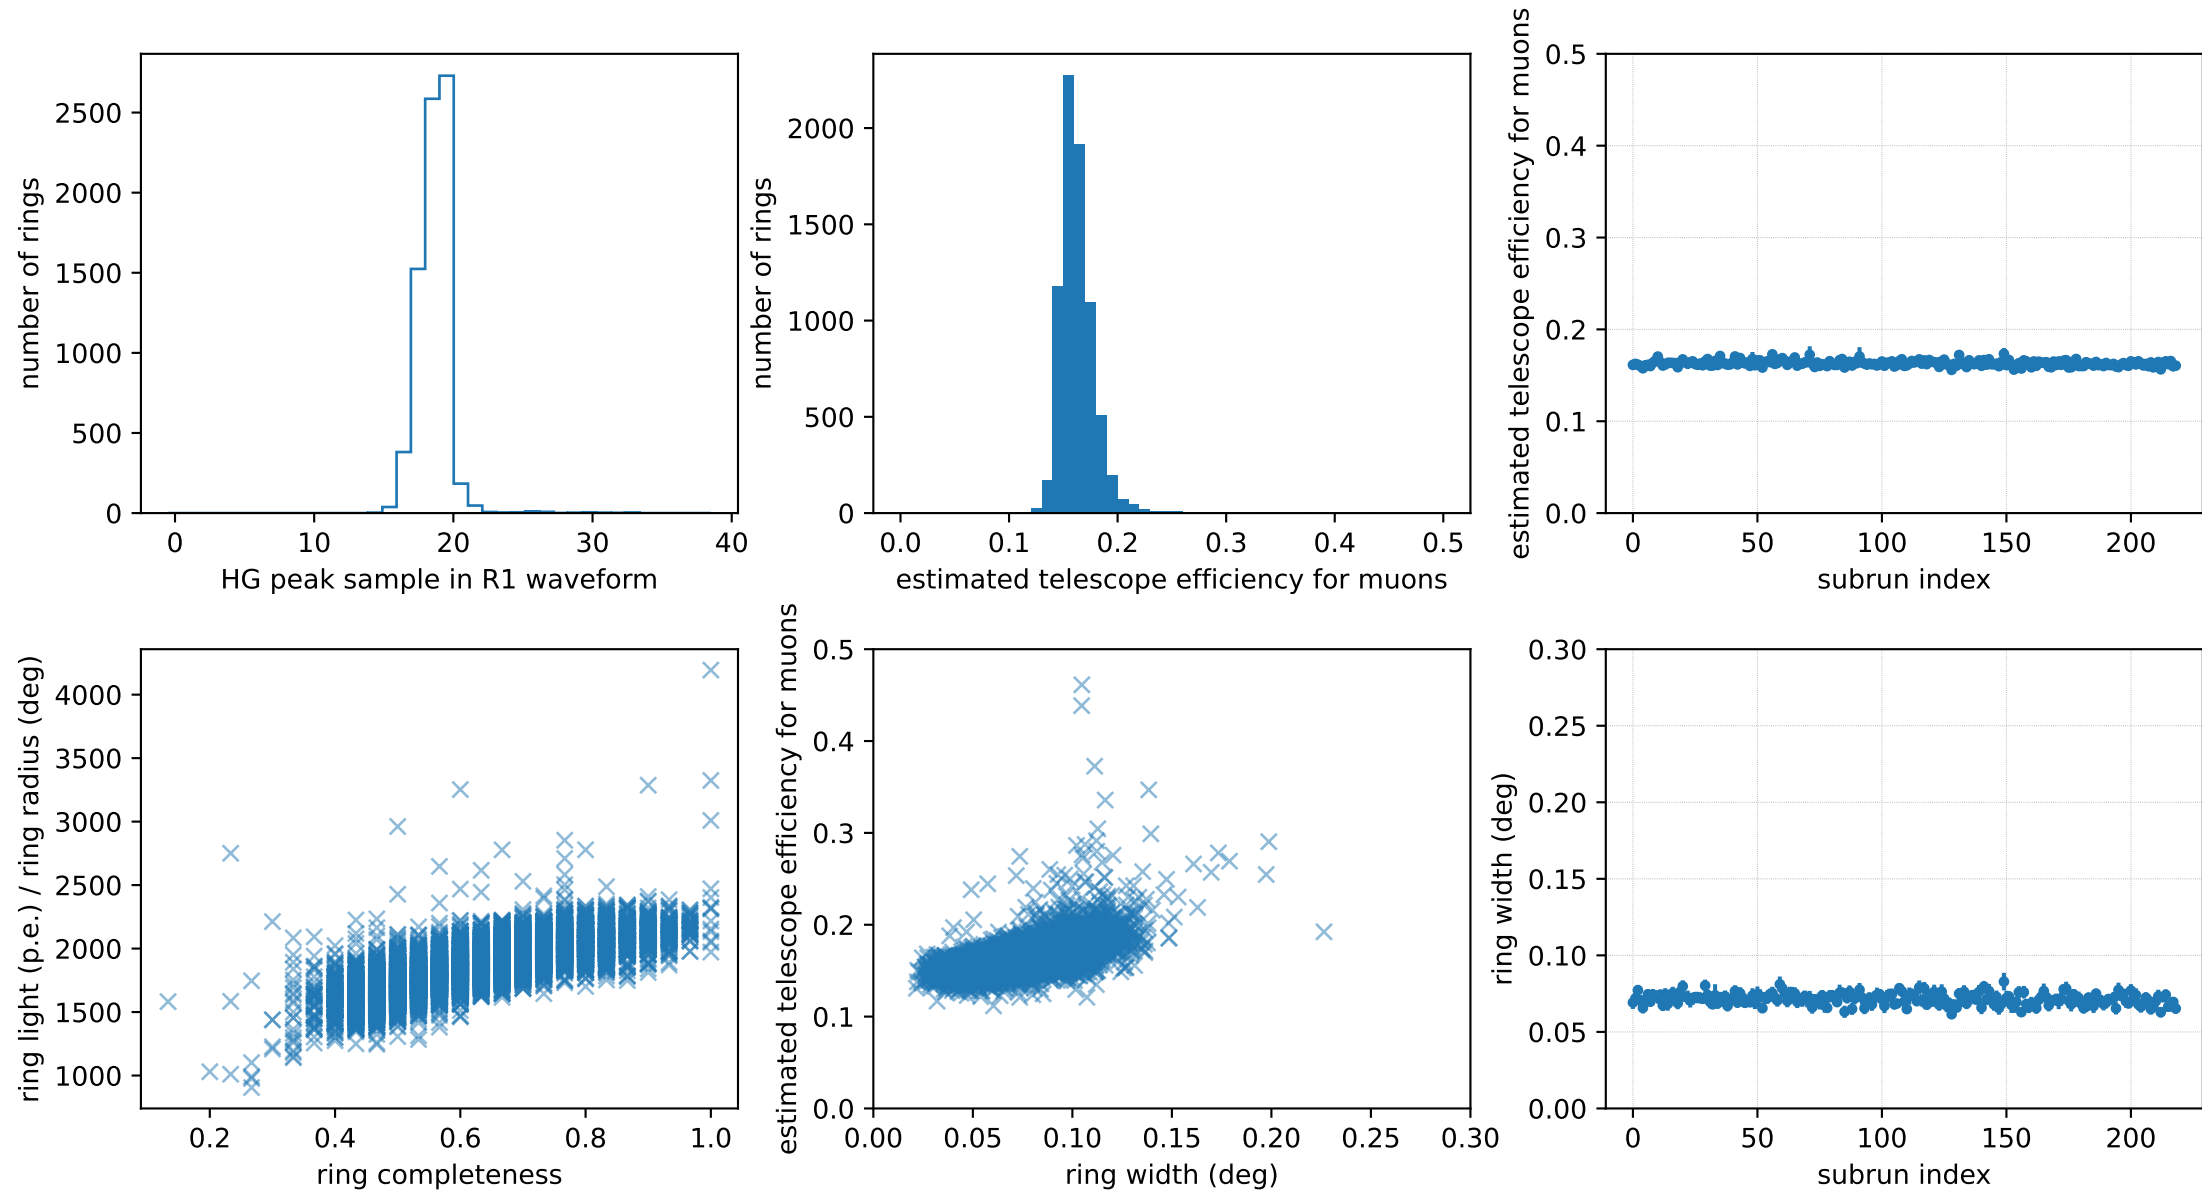 number of rings
2500
2000
1500
1000
500
0
0 10 20 30 40
HG peak sample in R1 waveform
number of rings
2000
1500
1000
500
0
0.0 0.1 0.2 0.3 0.4 0.5
estimated telescope efficiency for muons
estimated telescope efficiency for muons
0.5
0.4
0.3
0.2
0.1
0.0
0 50 100 150 200
subrun index
ring light (p.e.) / ring radius (deg)
4000
3500
3000
2500
2000
1500
1000
0.2 0.4 0.6 0.8 1.0
ring completeness
estimated telescope efficiency for muons
0.5
0.4
0.3
0.2
0.1
0.0
0.00 0.05 0.10 0.15 0.20 0.25 0.30
ring width (deg)
ring width (deg)
0.30
0.25
0.20
0.15
0.10
0.05
0.00
0 50 100 150 200
subrun index